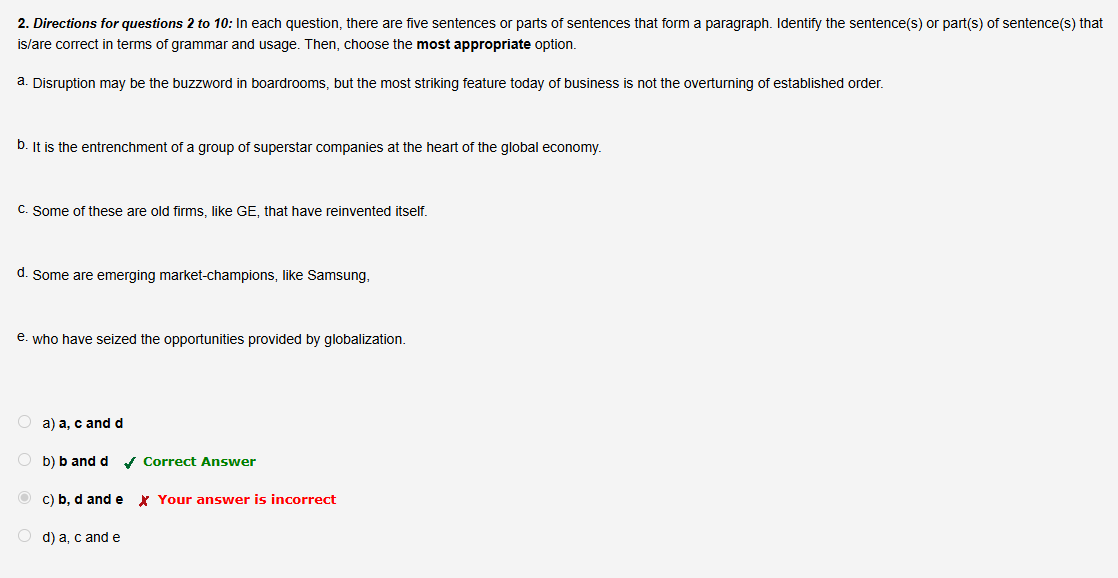 2. Directions for questions 2 to 10: In each question, there are five sentences or parts of sentences that form a paragraph. Identify the sentence(s) or part(s) of sentence(s) that
is/are correct in terms of grammar and usage. Then, choose the most appropriate option.
a. Disruption may be the buzzword in boardrooms, but the most striking feature today of business is not the overturning of established order.
b. It is the entrenchment of a group of superstar companies at the heart of the global economy.
c. Some of these are old firms, like GE, that have reinvented itself.
d. Some are emerging market-champions, like Samsung,
e. who have seized the opportunities provided by globalization.
a) a, c and d
b) b and d ✓ Correct Answer
c) b, d and e ✗ Your answer is incorrect
d) a, c and e